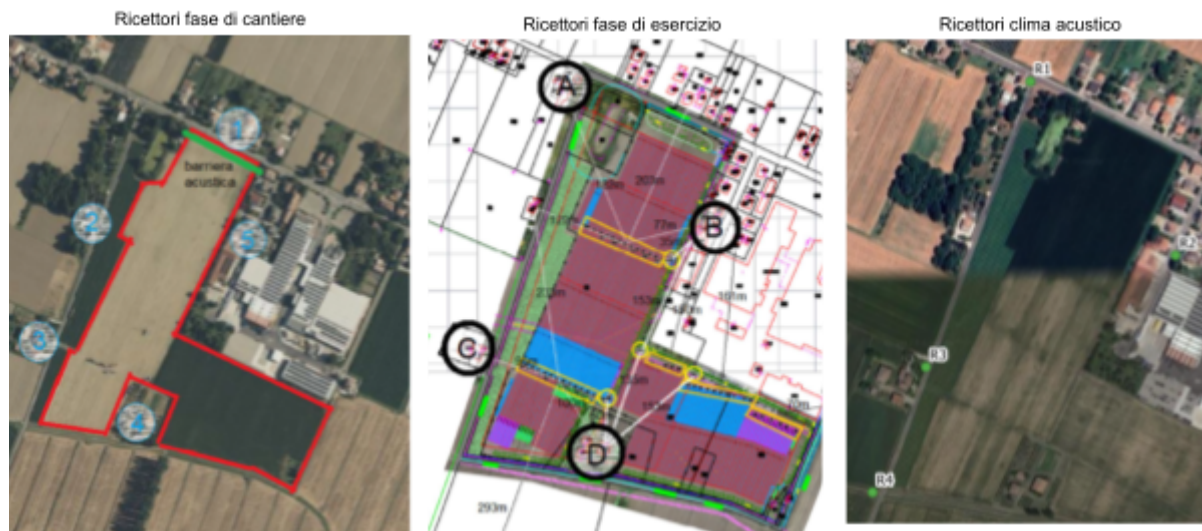 Ricettori fase di cantiere
Ricettori fase di esercizio
Ricettori clima acustico
1
barriera
acustica
2
5
3
4
A
203m
77m
B
153m
C
D
293m
R1
R2
R3
R4